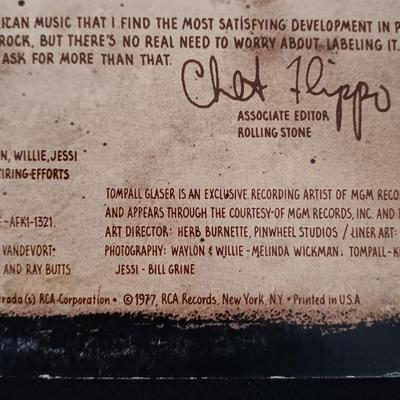 ICAN MUSIC THAT I FIND THE MOST SATISFYING DEVELOPMENT IN P
ROCK, BUT THERE'S NO REAL NEED TO WORRY ABOUT LABELING IT.
ASK FOR MORE THAN THAT.
Chet Flippo
ASSOCIATE EDITOR
ROLLING STONE
N, WILLIE, JESSI
TIRING EFFORTS
TOMPALL GLASER IS AN EXCLUSIVE RECORDING ARTIST OF MGM RECO
E-AFK1-1321.
AND APPEARS THROUGH THE COURTESY OF MGM RECORDS, INC. AND
ART DIRECTOR: HERB BURNETTE, PINWHEEL STUDIOS / LINER ART:
VANDEVORT·
PHOTOGRAPHY: WAYLON & WILLIE - MELINDA WICKMAN; TOMPALL - K
AND RAY BUTTS
JESSI - BILL GRINE
trada(s) RCA Corporation • © 1977, RCA Records, New York, N.Y. • Printed in U.S.A.